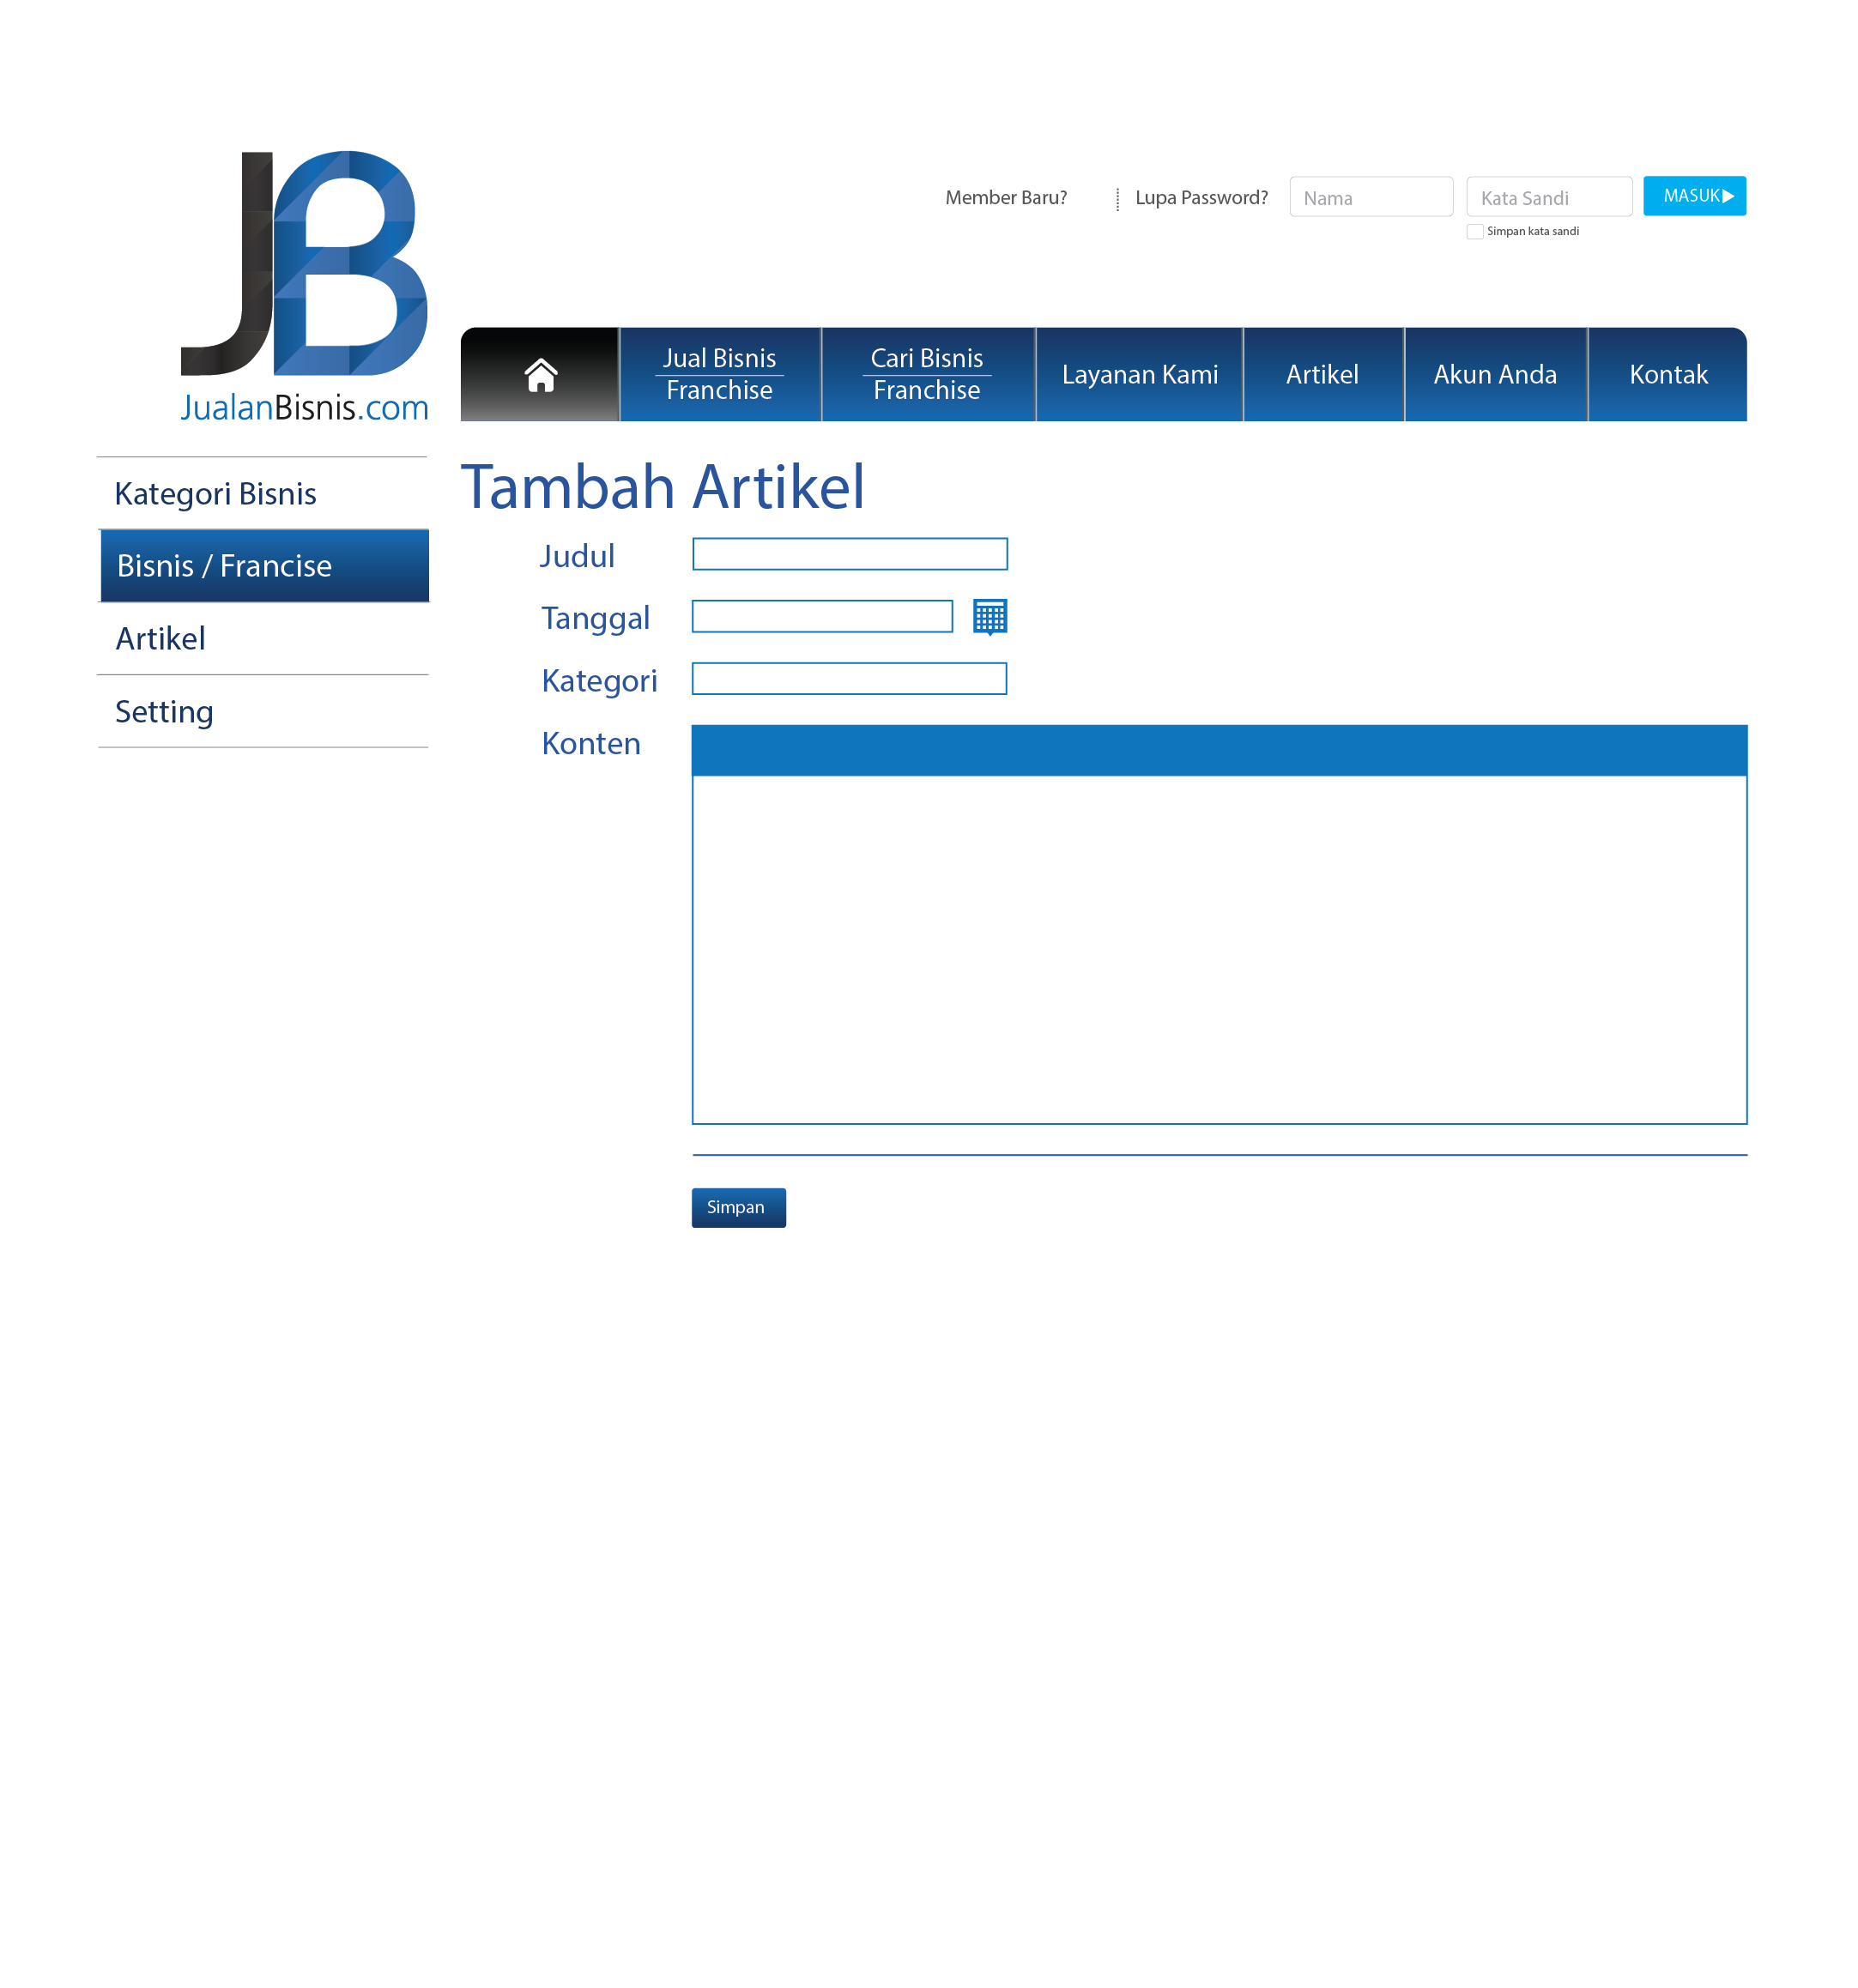 JB
JualanBisnis.com
Member Baru?
Lupa Password?
Nama
Kata Sandi
MASUK
Simpan kata sandi
Jual Bisnis
Franchise
Cari Bisnis
Franchise
Layanan Kami
Artikel
Akun Anda
Kontak
Kategori Bisnis
Bisnis / Francise
Artikel
Setting
Tambah Artikel
Judul
Tanggal
Kategori
Konten
Simpan